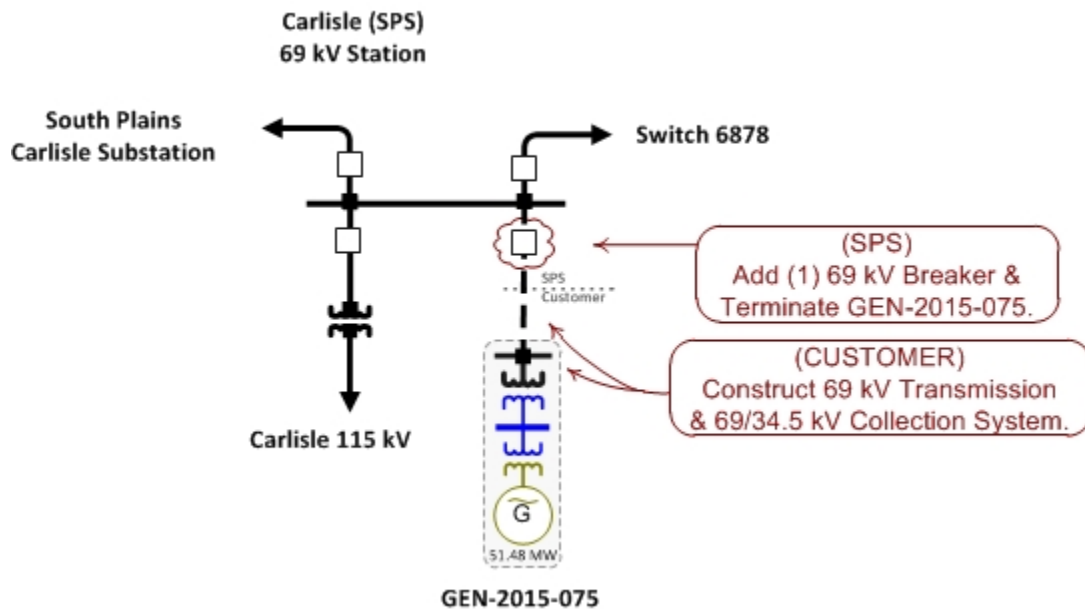 Carlisle (SPS)
69 kV Station
South Plains
Carlisle Substation
Switch 6878
(SPS)
Add (1) 69 kV Breaker &
Terminate GEN-2015-075.
SPS
Customer
(CUSTOMER)
Construct 69 kV Transmission
& 69/34.5 kV Collection System.
Carlisle 115 kV
G
51.48 MW
GEN-2015-075